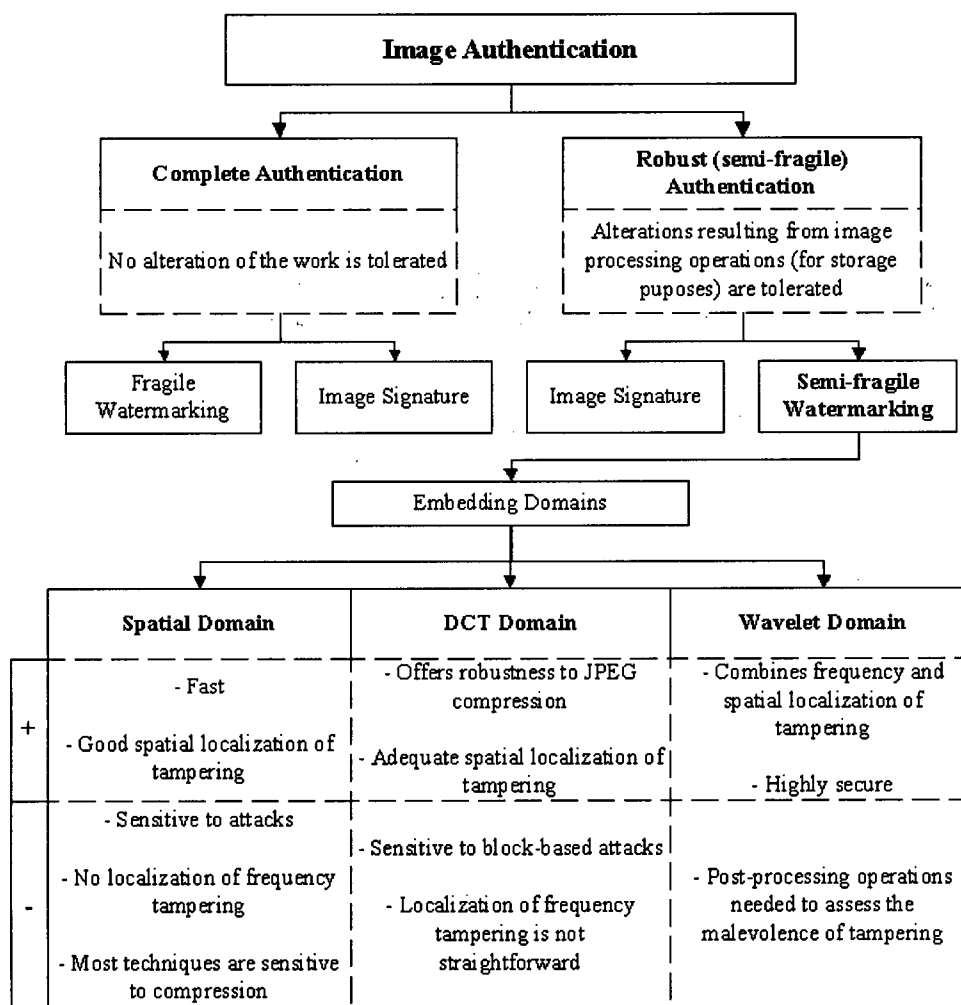 Image Authentication
Complete Authentication
No alteration of the work is tolerated
Robust (semi-fragile)
Authentication
Alterations resulting from image
processing operations (for storage
puposes) are tolerated
Fragile
Watermarking
Image Signature
Image Signature
Semi-fragile
Watermarking
Embedding Domains
Spatial Domain
DCT Domain
Wavelet Domain
+
- Fast
- Good spatial localization of
tampering
- Offers robustness to JPEG
compression
- Adequate spatial localization of
tampering
- Combines frequency and
spatial localization of
tampering
- Highly secure
-
- Sensitive to attacks
- No localization of frequency
tampering
- Most techniques are sensitive
to compression
- Sensitive to block-based attacks
- Localization of frequency
tampering is not
straightforward
- Post-processing operations
needed to assess the
malevolence of tampering